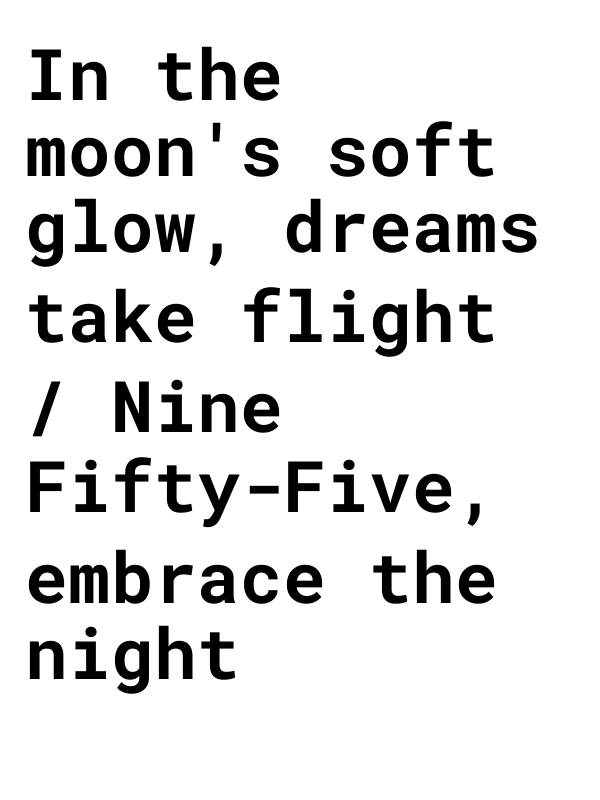 In the
moon's soft
glow, dreams
take flight
/ Nine
Fifty-Five,
embrace the
night